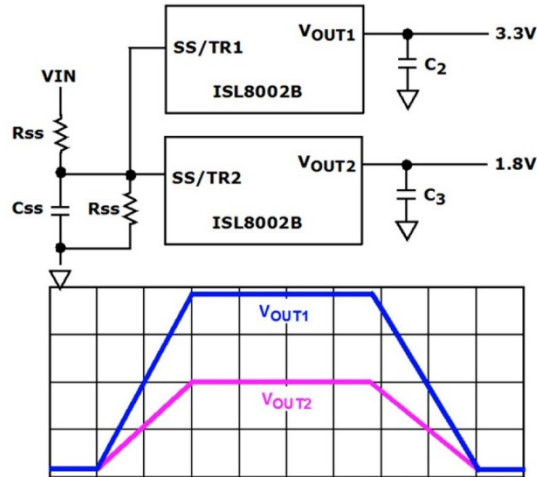 SS/TR1
VOUT1
3.3V
C2
ISL8002B
VIN
Rss
SS/TR2
VOUT2
1.8V
Css
Rss
C3
ISL8002B
VOUT1
VOUT2